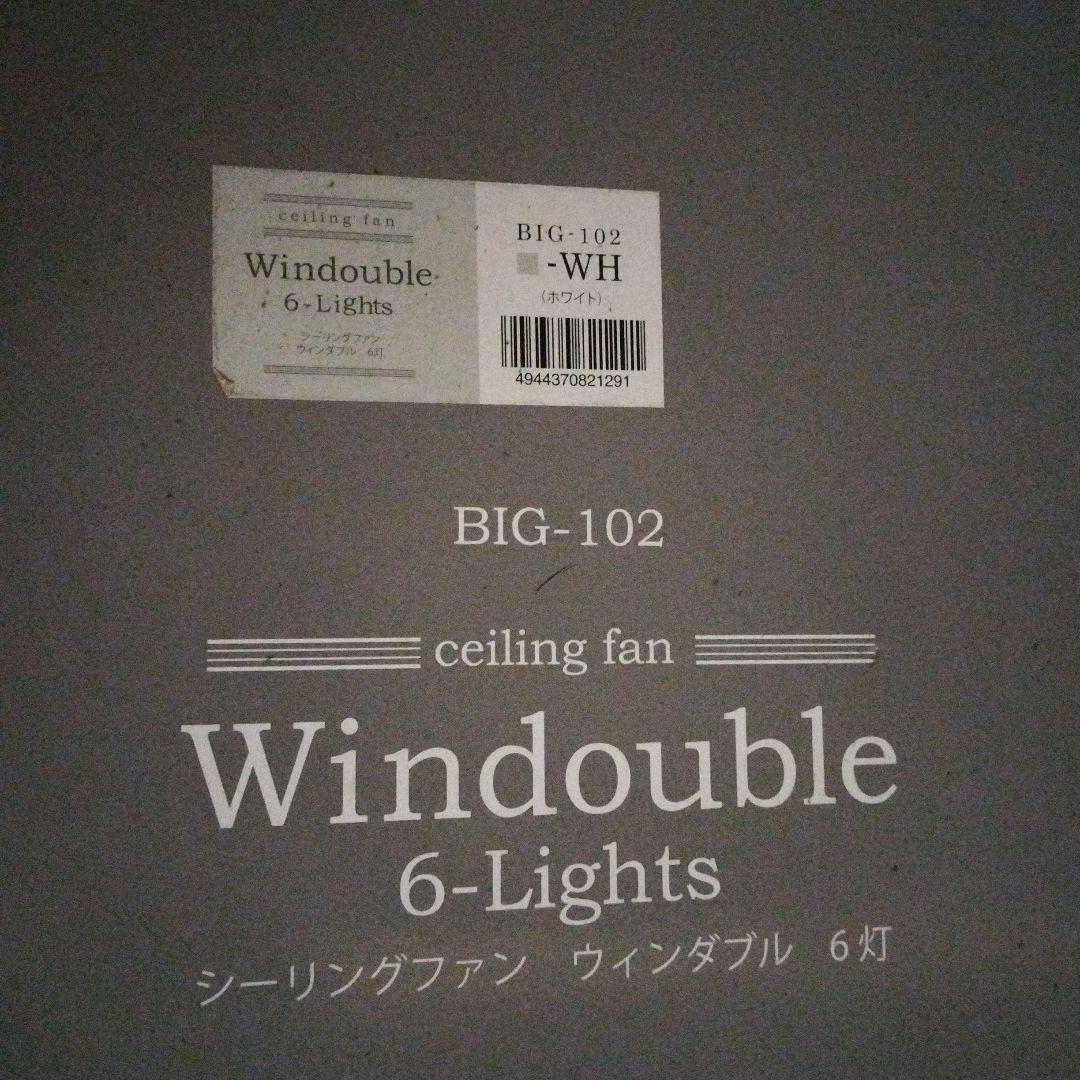 ceiling fan
Windouble
6-Lights
シーリングファン
ウィンダブル 6灯
BIG-102
-WH
(ホワイト)
4944370821291
BIG-102
ceiling fan
Windouble
6-Lights
シーリングファン ウィンダブル 6灯